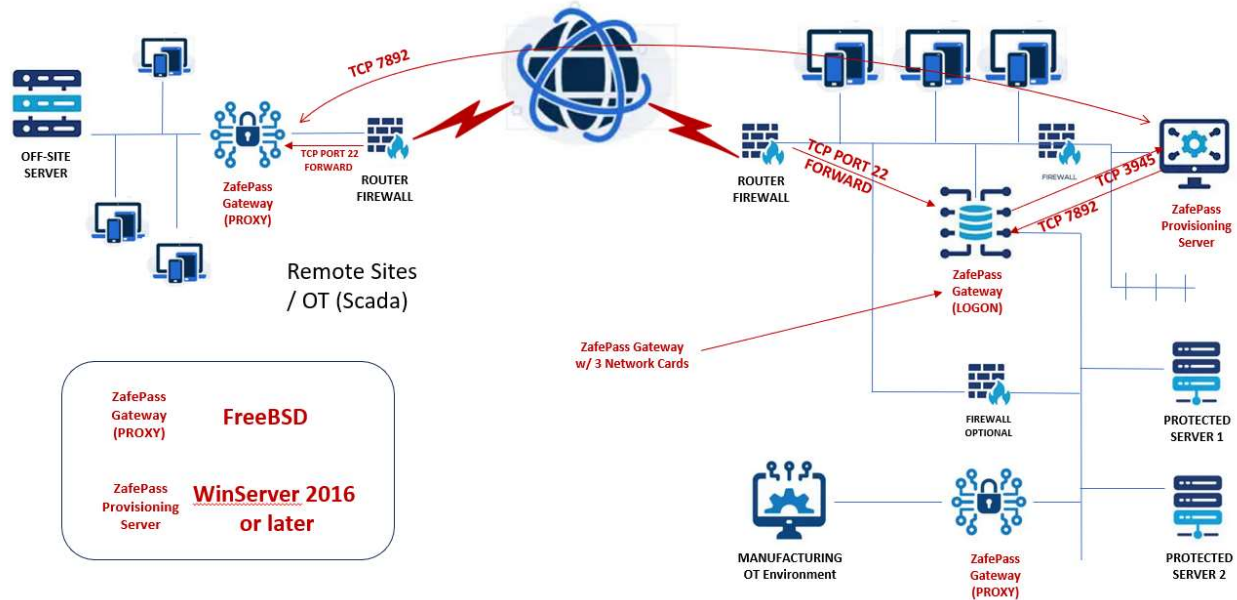 TCP 7892
OFF-SITE
SERVER
TCP PORT 22
FORWARD
ZafePass
Gateway
(PROXY)
ROUTER
FIREWALL
Remote Sites
/ OT (Scada)
ROUTER
FIREWALL
TCP PORT 22
FORWARD
FIREWALL
TCP 3945
TCP 7892
ZafePass
Provisioning
Server
ZafePass
Gateway
(LOGON)
ZafePass Gateway
w/ 3 Network Cards
FIREWALL
OPTIONAL
PROTECTED
SERVER 1
MANUFACTURING
OT Environment
ZafePass
Gateway
(PROXY)
PROTECTED
SERVER 2
ZafePass
Gateway
(PROXY)
FreeBSD
ZafePass
Provisioning
Server
WinServer 2016
or later